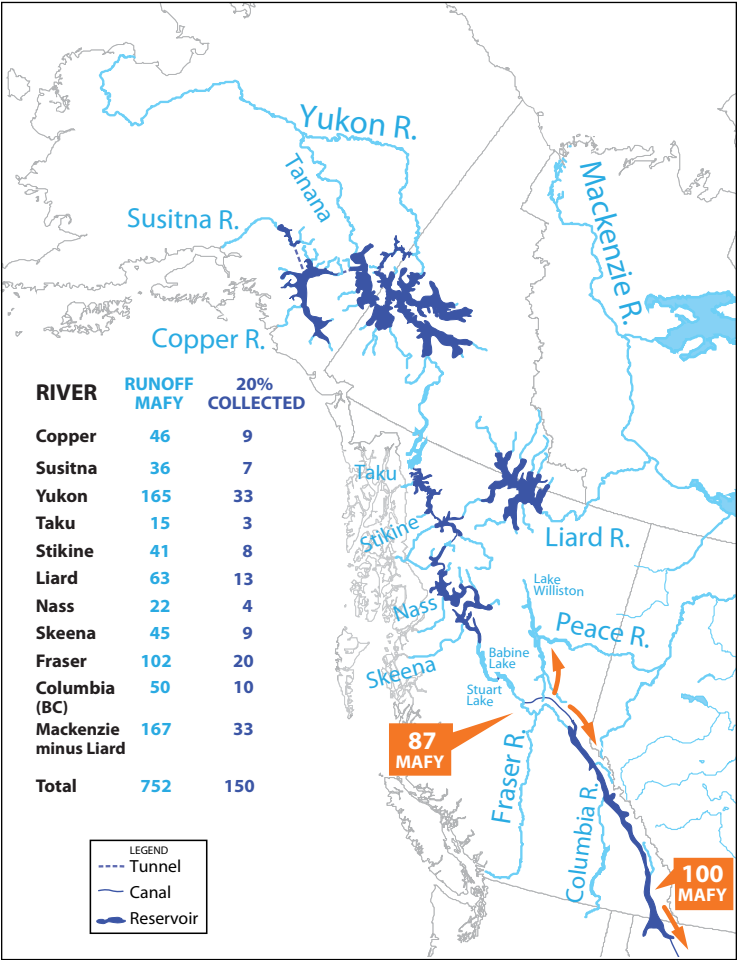 Yukon R.
Tanana
Mackenzie R.
Susitna R.
Copper R.
RIVER RUNOFF MAFY 20% COLLECTED
Copper 46 9
Susitna 36 7
Yukon 165 33
Taku 15 3
Stikine 41 8
Liard 63 13
Nass 22 4
Skeena 45 9
Fraser 102 20
Columbia (BC) 50 10
Mackenzie minus Liard 167 33
Total 752 150
Taku
Stikine
Liard R.
Nass
Lake
Williston
Peace R.
Skeena
Babine
Lake
Stuart
Lake
87
MAFY
Fraser R.
Columbia R.
100
MAFY
LEGEND
Tunnel
Canal
Reservoir